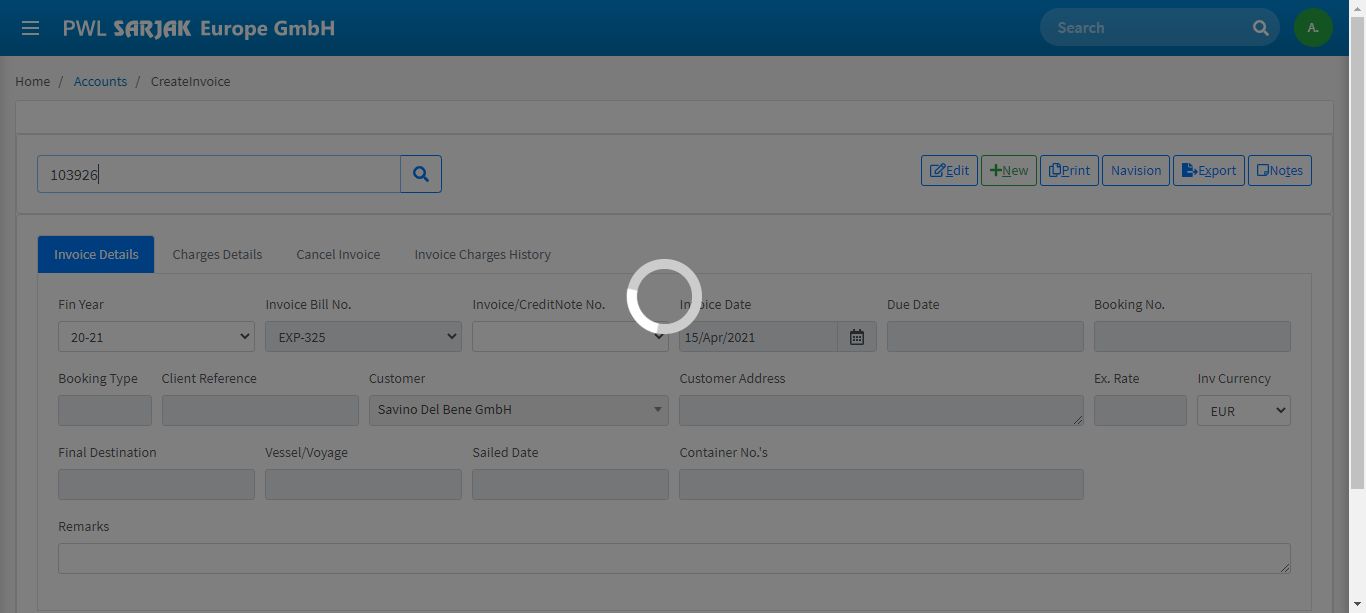 PWL SARJAK Europe GmbH
Search
A.
Home / Accounts / CreateInvoice
103926
Edit
New
Print
Navision
Export
Notes
Invoice Details
Charges Details
Cancel Invoice
Invoice Charges History
Fin Year
Invoice Bill No.
Invoice/CreditNote No.
Invoice Date
Due Date
Booking No.
20-21
EXP-325
15/Apr/2021
Booking Type
Client Reference
Customer
Customer Address
Ex. Rate
Inv Currency
Savino Del Bene GmbH
EUR
Final Destination
Vessel/Voyage
Sailed Date
Container No.'s
Remarks